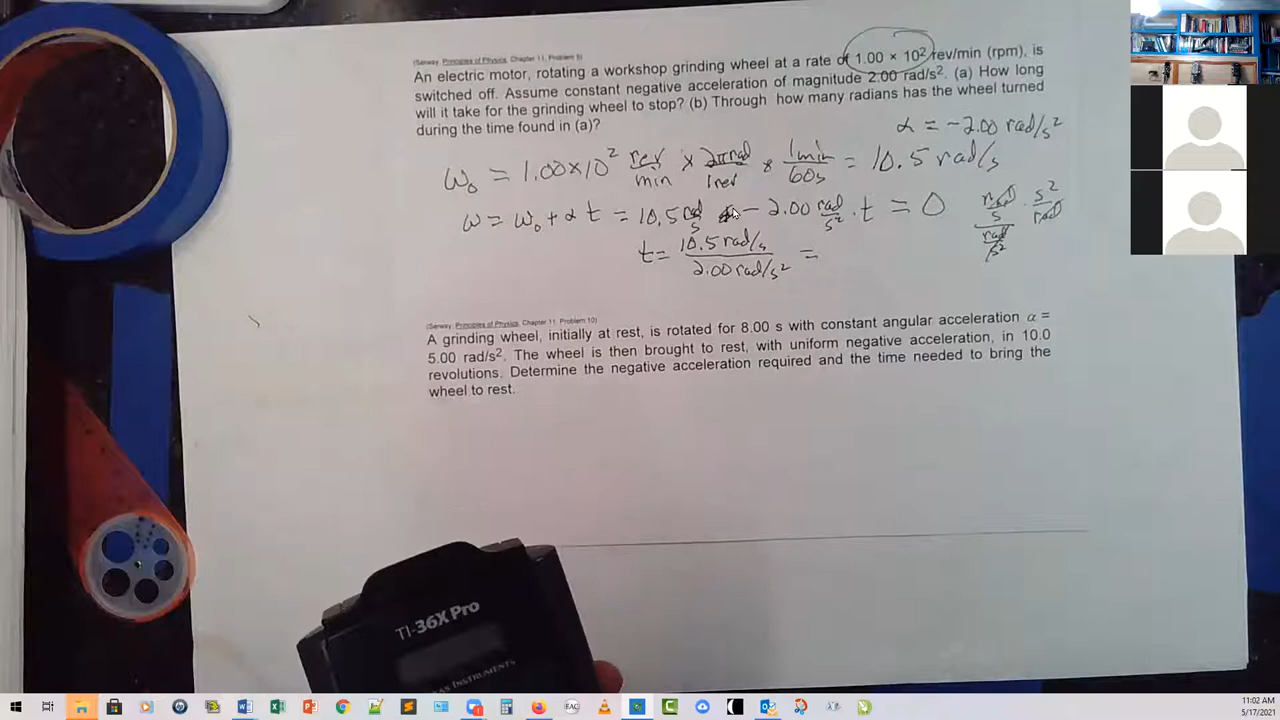 (Serway, Principles of Physics, Chapter 11, Problem 5)
An electric motor, rotating a workshop grinding wheel at a rate of 1.00 × 10² rev/min (rpm), is
switched off. Assume constant negative acceleration of magnitude 2.00 rad/s². (a) How long
will it take for the grinding wheel to stop? (b) Through how many radians has the wheel turned
during the time found in (a)?
α = -2.00 rad/s²
ω₀ = 1.00×10² rev/min × 2π rad/1 rev × 1 min/60s = 10.5 rad/s
ω = ω₀ + α t = 10.5 rad/s - 2.00 rad/s² · t = 0
rad/s / rad/s² · s²/rad
t = 10.5 rad/s / 2.00 rad/s² =
(Serway, Principles of Physics, Chapter 11, Problem 10)
A grinding wheel, initially at rest, is rotated for 8.00 s with constant angular acceleration α =
5.00 rad/s². The wheel is then brought to rest, with uniform negative acceleration, in 10.0
revolutions. Determine the negative acceleration required and the time needed to bring the
wheel to rest.
TI-36X Pro
INSTRUMENTS
EAC
11:02 AM
5/17/2021